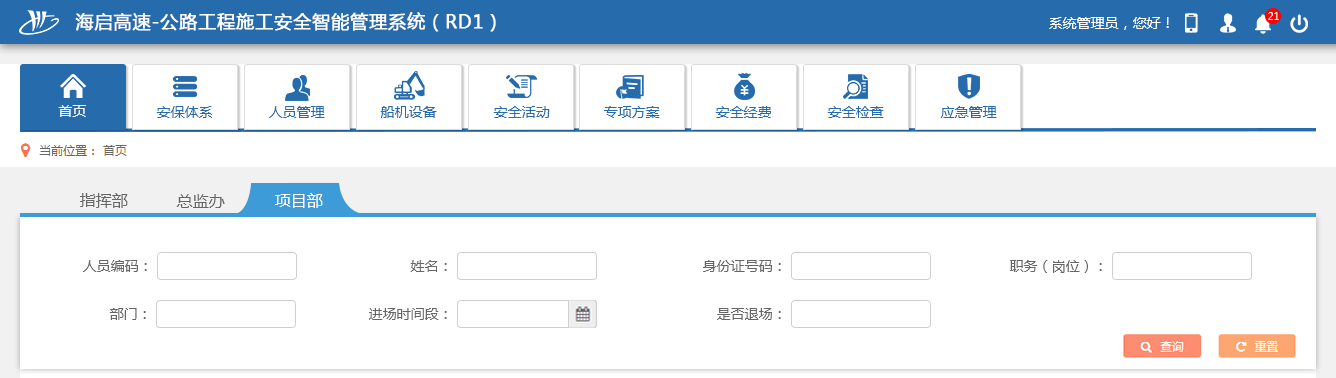 海启高速-公路工程施工安全智能管理系统（RD1）
系统管理员，您好！
21
首页 安保体系 人员管理 船机设备 安全活动 专项方案 安全经费 安全检查 应急管理
当前位置： 首页
指挥部 总监办 项目部
人员编码： 姓名： 身份证号码： 职务（岗位）：
部门： 进场时间段： 是否退场：
查询 重置